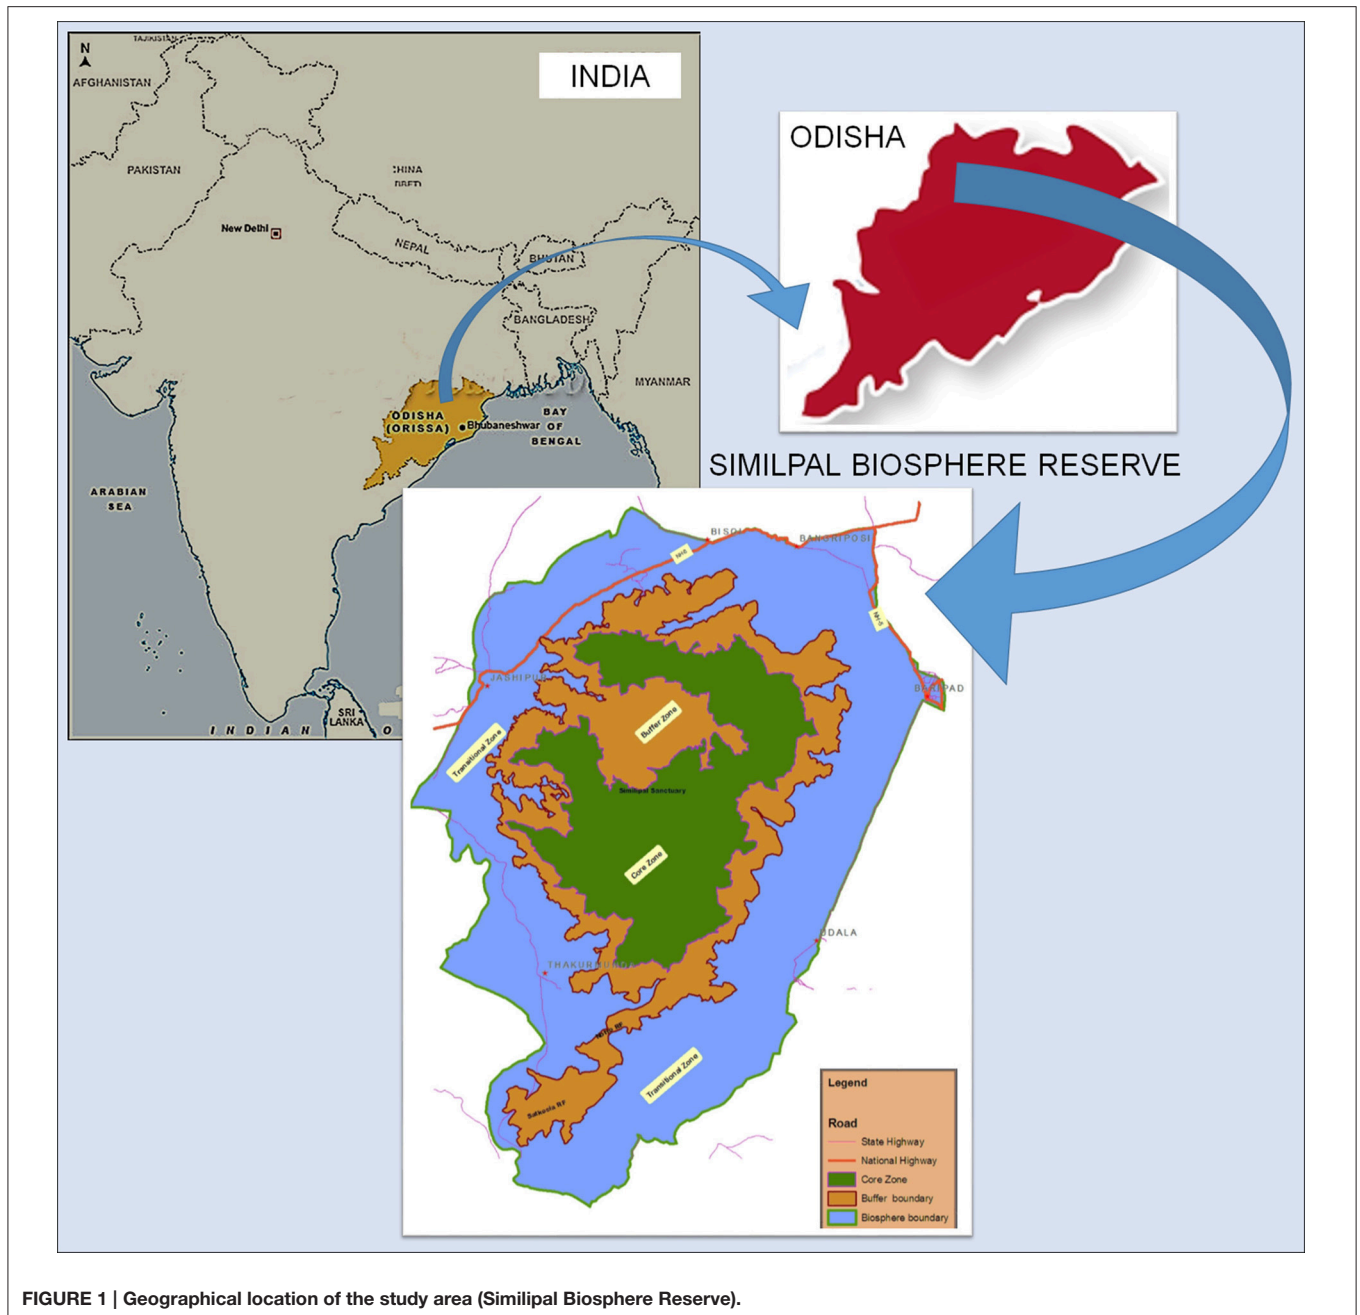 N
TAJIKISTAN
AFGHANISTAN
INDIA
PAKISTAN
New Delhi
NEPAL
BHUTAN
BANGLADESH
MYANMAR
ODISHA
(ORISSA)
Bhubaneshwar
BAY
OF
BENGAL
ARABIAN
SEA
SRI
LANKA
INDIAN O
ODISHA
SIMILPAL BIOSPHERE RESERVE
BANGRIPOSI
JASHIPUR
Transitional Zone
Buffer Zone
Similipal Sanctuary
Core Zone
UDALA
Transitional Zone
Satkosia RF
Legend
Road
State Highway
National Highway
Core Zone
Buffer boundary
Biosphere boundary
FIGURE 1 | Geographical location of the study area (Similipal Biosphere Reserve).